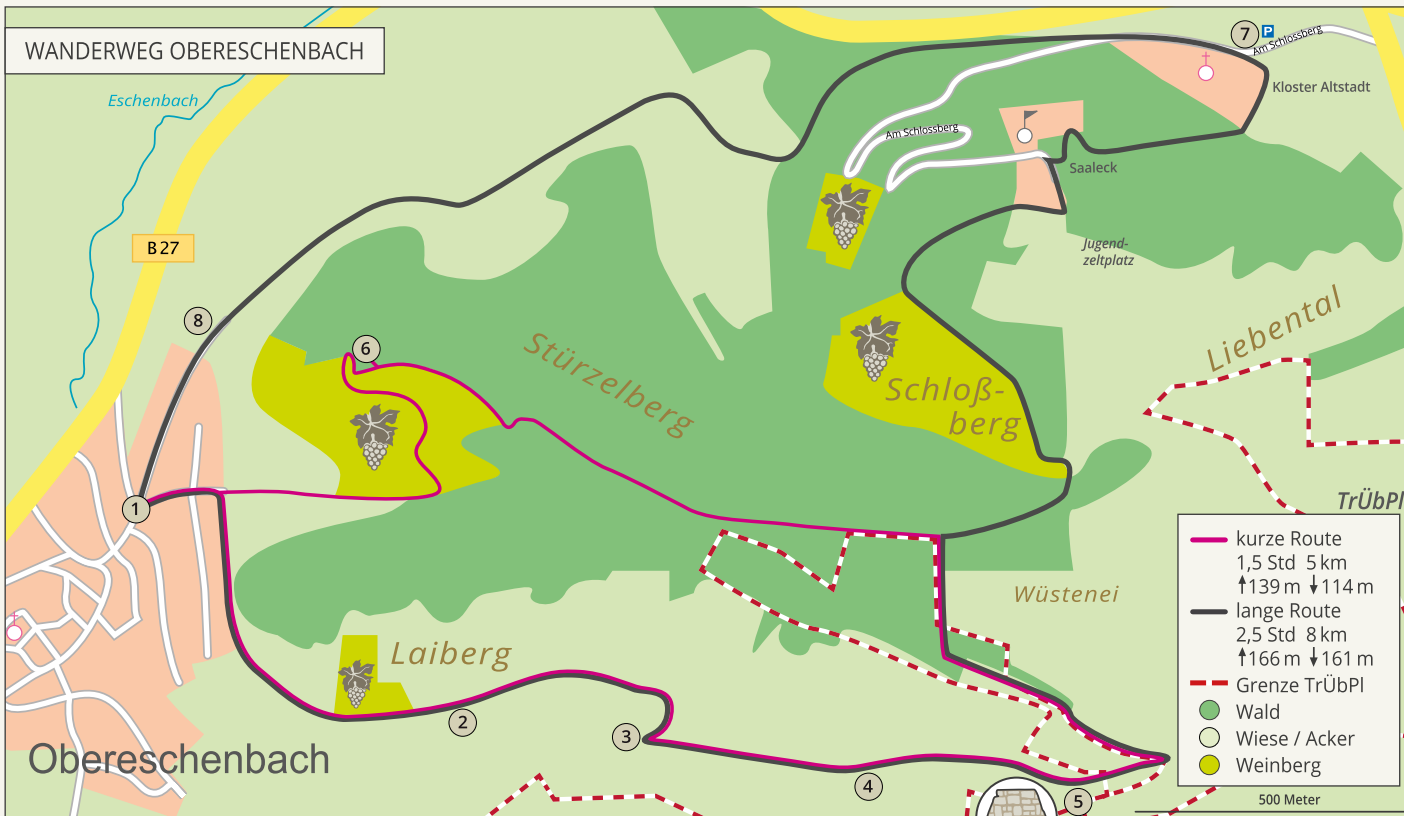 WANDERWEG OBERESCHENBACH
7
P
Am Schlossberg
Eschenbach
Kloster Altstadt
Am Schlossberg
Saaleck
B 27
Jugend-
zeltplatz
8
6
Liebental
Stürzelberg
Schloß-
berg
1
TrÜbPl
kurze Route
1,5 Std 5 km
↑139 m ↓114 m
lange Route
2,5 Std 8 km
↑166 m ↓161 m
Grenze TrÜbPl
Wald
Wiese / Acker
Weinberg
Wüstenei
Laiberg
2
3
Obereschenbach
4
5
500 Meter